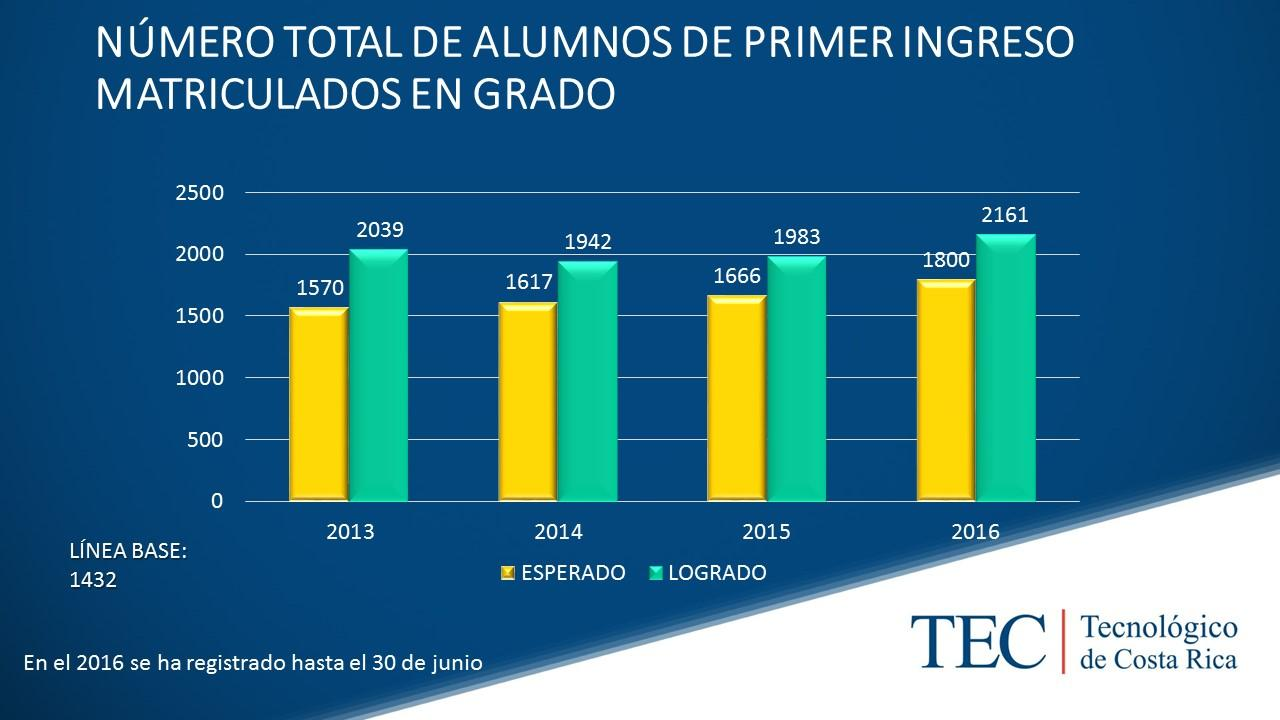 NÚMERO TOTAL DE ALUMNOS DE PRIMER INGRESO
MATRICULADOS EN GRADO
2500
2000
1500
1000
500
0
1570
2039
1617
1942
1666
1983
1800
2161
2013
2014
2015
2016
LÍNEA BASE:
1432
ESPERADO
LOGRADO
TEC
Tecnológico
de Costa Rica
En el 2016 se ha registrado hasta el 30 de junio